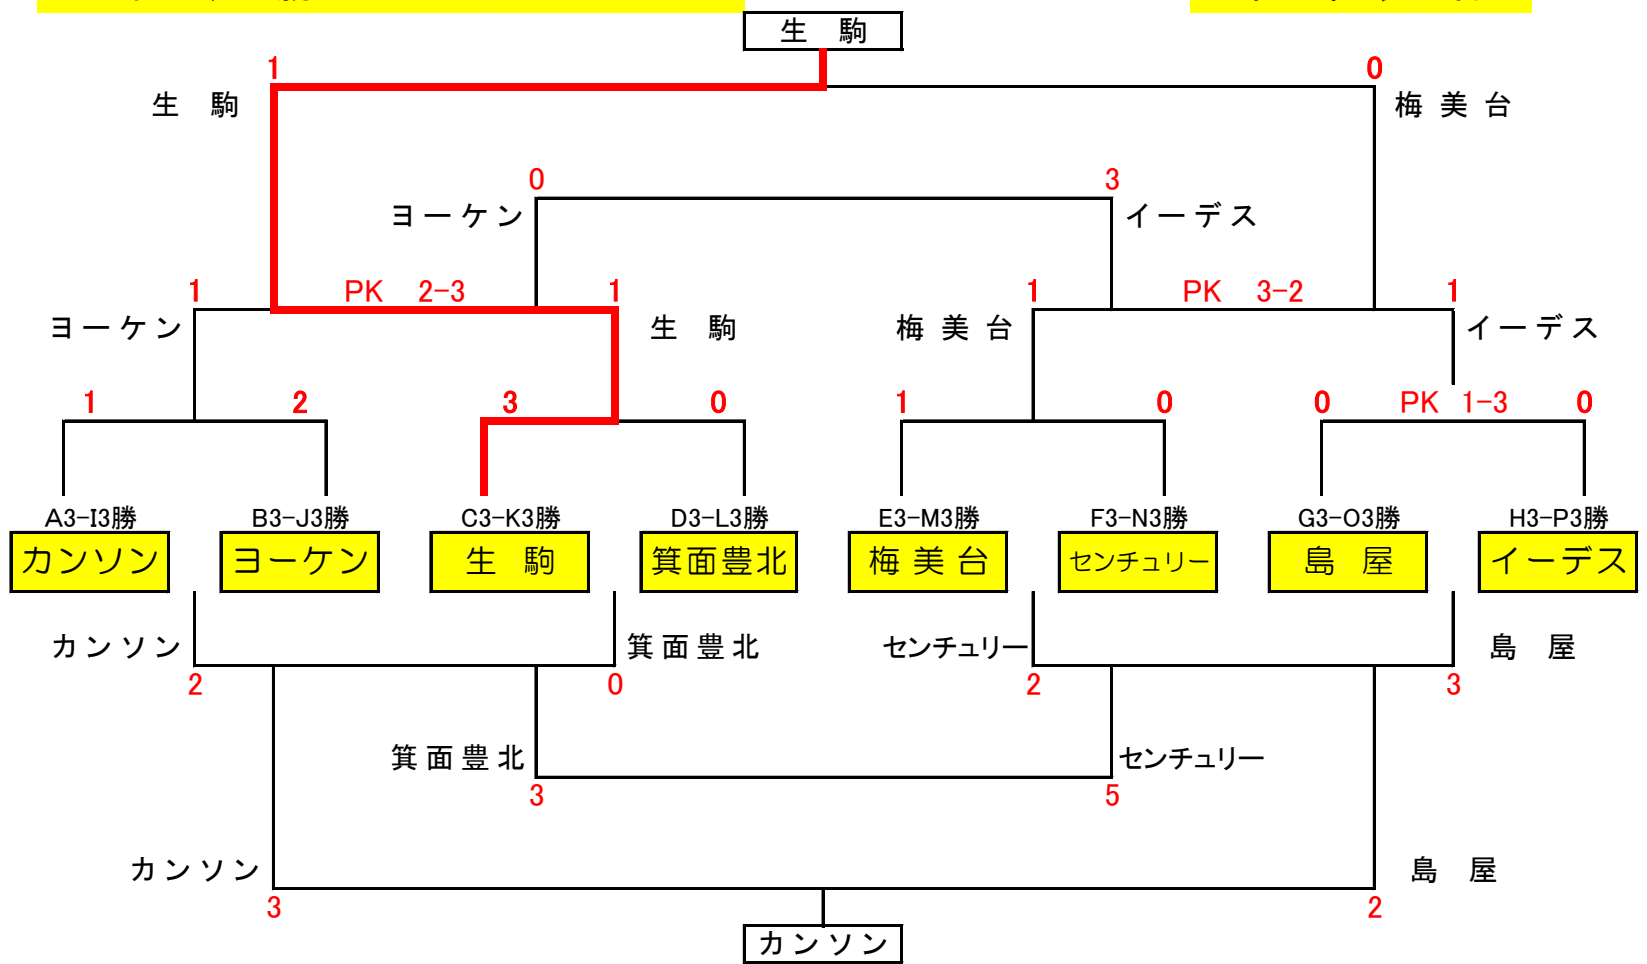 生 駒
1 0
生 駒 梅 美 台
0 3
ヨーケン イーデス
1 PK 2-3 1 1 PK 3-2 1
ヨーケン 生 駒 梅 美 台 イーデス
1 2 3 0 1 0 0 PK 1-3 0
A3-I3勝 B3-J3勝 C3-K3勝 D3-L3勝 E3-M3勝 F3-N3勝 G3-O3勝 H3-P3勝
カンソン ヨーケン 生 駒 箕面豊北 梅 美 台 センチュリー 島 屋 イーデス
カンソン 箕面豊北 センチュリー 島 屋
2 0 2 3
箕面豊北 センチュリー
3 5
カンソン 島 屋
3 2
カンソン